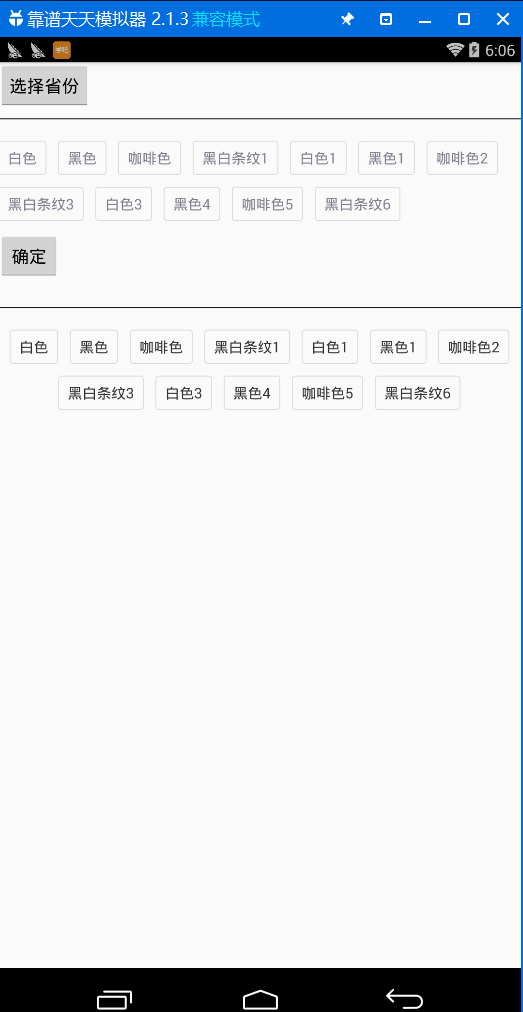 靠谱天天模拟器 2.1.3 兼容模式
学吧 6:06
选择省份
白色 黑色 咖啡色 黑白条纹1 白色1 黑色1 咖啡色2
黑白条纹3 白色3 黑色4 咖啡色5 黑白条纹6
确定
白色 黑色 咖啡色 黑白条纹1 白色1 黑色1 咖啡色2
黑白条纹3 白色3 黑色4 咖啡色5 黑白条纹6